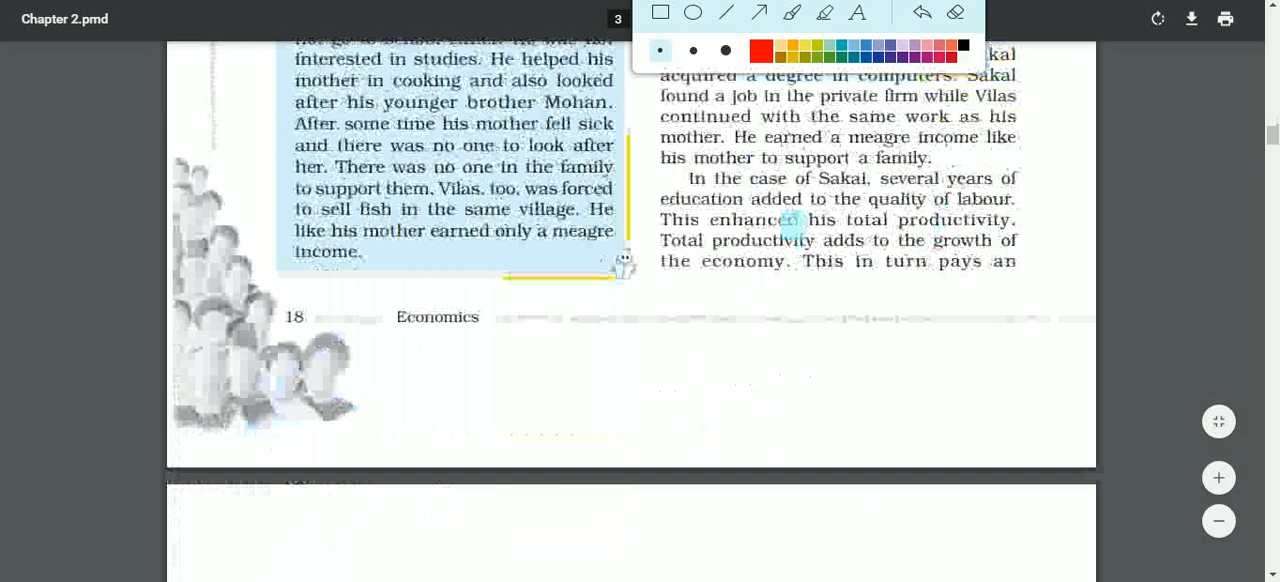 Chapter 2.pmd
3
A
interested in studies. He helped his
mother in cooking and also looked
after his younger brother Mohan.
After some time his mother fell sick
and there was no one to look after
her. There was no one in the family
to support them. Vilas, too, was forced
to sell fish in the same village. He
like his mother earned only a meagre
income.
kal
acquired a degree in computers. Sakal
found a job in the private firm while Vilas
continued with the same work as his
mother. He earned a meagre income like
his mother to support a family.
In the case of Sakal, several years of
education added to the quality of labour.
This enhanced his total productivity.
Total productivity adds to the growth of
the economy. This in turn pays an
18
Economics